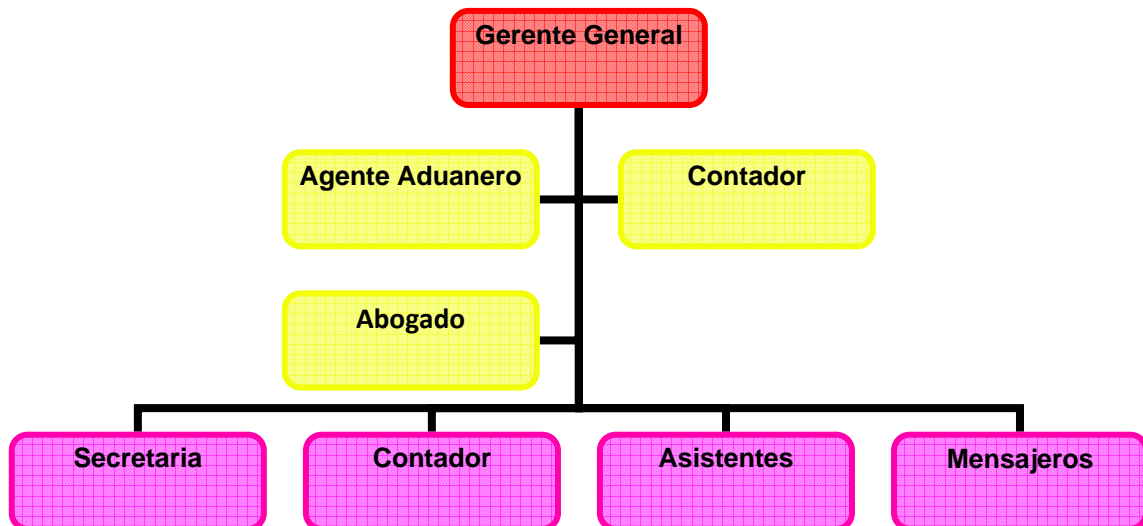 Gerente General
Agente Aduanero
Contador
Abogado
Secretaria
Contador
Asistentes
Mensajeros